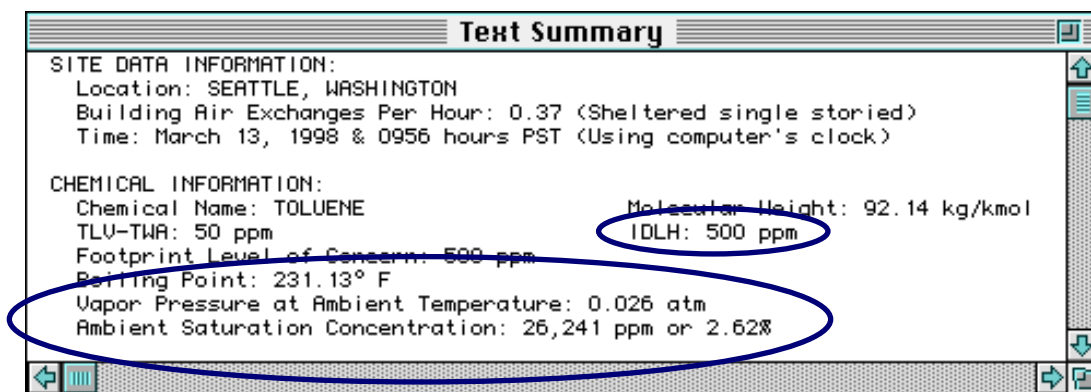 Text Summary
SITE DATA INFORMATION:
Location: SEATTLE, WASHINGTON
Building Air Exchanges Per Hour: 0.37 (Sheltered single storied)
Time: March 13, 1998 & 0956 hours PST (Using computer's clock)
CHEMICAL INFORMATION:
Chemical Name: TOLUENE Molecular Weight: 92.14 kg/kmol
TLV-TWA: 50 ppm IDLH: 500 ppm
Footprint Level of Concern: 500 ppm
Boiling Point: 231.13° F
Vapor Pressure at Ambient Temperature: 0.026 atm
Ambient Saturation Concentration: 26,241 ppm or 2.62%